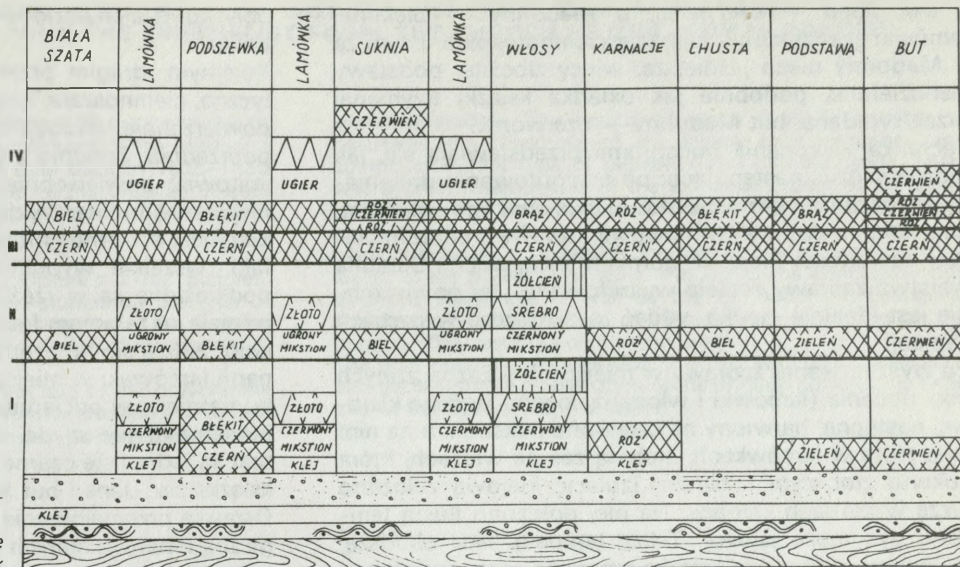 BIAŁA SZATA LAMÓWKA PODSZEWKA LAMÓWKA SUKNIA LAMÓWKA WŁOSY KARNACJE CHUSTA PODSTAWA BUT
CZERWIEŃ
IV
UGIER UGIER UGIER CZERWIEŃ
BIEL BŁĘKIT RÓŻ CZERWIEŃ RÓŻ BRĄZ RÓŻ BŁĘKIT BRĄZ RÓŻ CZERWIEŃ RÓŻ
III CZERŃ CZERŃ CZERŃ CZERŃ CZERŃ CZERŃ CZERŃ CZERŃ
ŻÓŁCIEŃ
II ZŁOTO ZŁOTO ZŁOTO SREBRO
BIEL UGROWY MIKSTION BŁĘKIT UGROWY MIKSTION BIEL UGROWY MIKSTION CZERWONY MIKSTION RÓŻ BIEL ZIELEŃ CZERWIEŃ
ŻÓŁCIEŃ
I ZŁOTO ZŁOTO ZŁOTO SREBRO
CZERWONY MIKSTION BŁĘKIT CZERWONY MIKSTION CZERWONY MIKSTION CZERWONY MIKSTION RÓŻ
KLEJ CZERŃ KLEJ KLEJ KLEJ KLEJ ZIELEŃ CZERWIEŃ
KLEJ